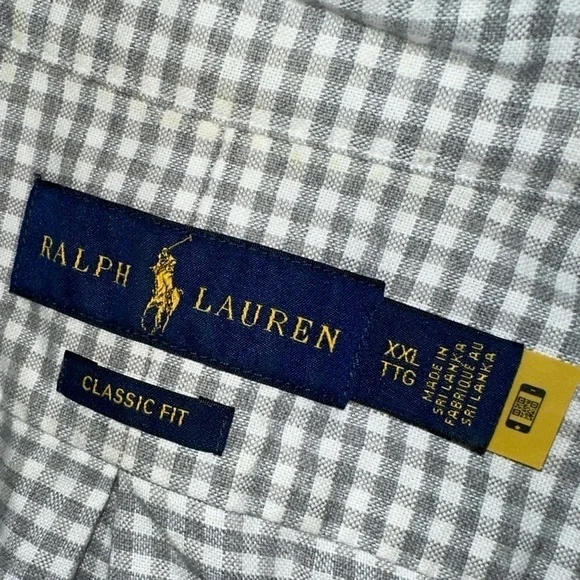 RALPH LAUREN
XXL
TTG
MADE IN
SRI LANKA
FABRIQUÉ AU
SRI LANKA
CLASSIC FIT